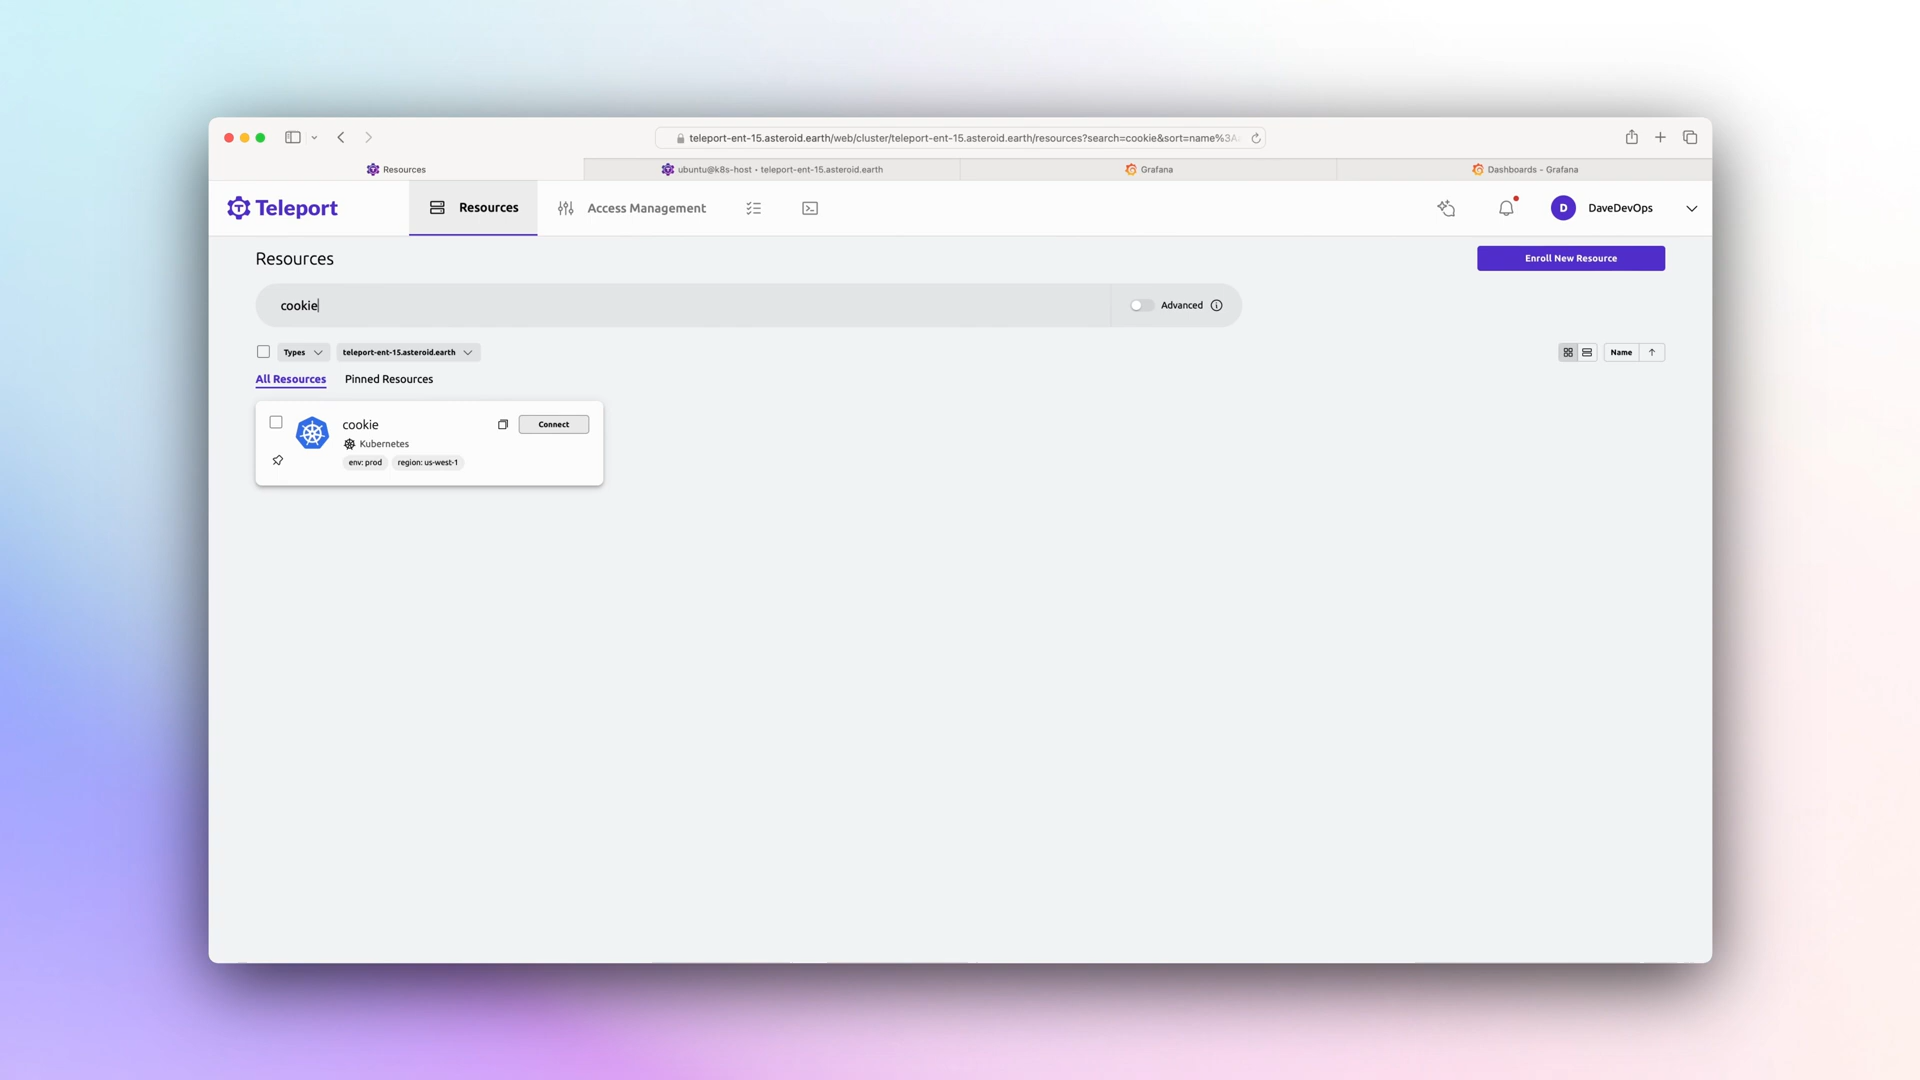 teleport-ent-15.asteroid.earth/web/cluster/teleport-ent-15.asteroid.earth/resources?search=cookie&sort=name%3A
Resources
ubuntu@k8s-host • teleport-ent-15.asteroid.earth
Grafana
Dashboards - Grafana
Teleport
Resources
Access Management
D
DaveDevOps
Resources
Enroll New Resource
cookie
Advanced
Types
teleport-ent-15.asteroid.earth
Name
All Resources
Pinned Resources
cookie
Connect
Kubernetes
env: prod
region: us-west-1